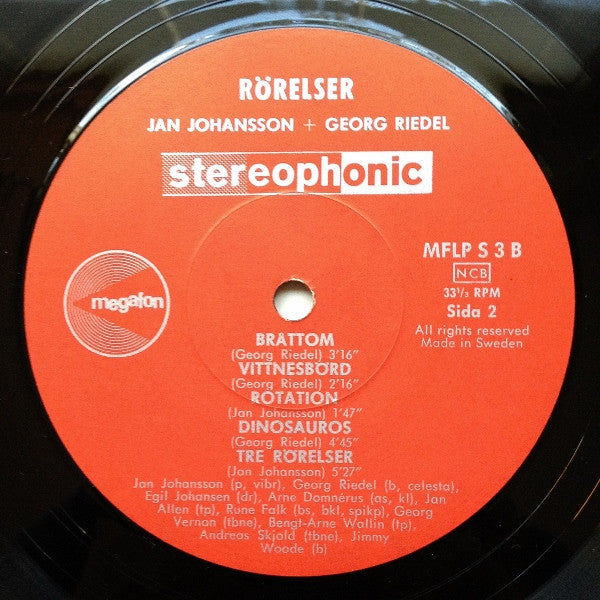 RÖRELSER
JAN JOHANSSON + GEORG RIEDEL
stereophonic
MFLP S 3 B
NCB
33⅓ RPM
Sida 2
All rights reserved
Made in Sweden
megafon
BRATTOM
(Georg Riedel) 3'16"
VITTNESBÖRD
(Georg Riedel) 2'16"
ROTATION
(Jan Johansson) 1'47"
DINOSAUROS
(Georg Riedel) 4'45"
TRE RÖRELSER
(Jan Johansson) 5'27"
Jan Johansson (p, vibr), Georg Riedel (b, celesta),
Egil Johansen (dr), Arne Domnérus (as, kl), Jan
Allen (tp), Rune Falk (bs, bkl, spikp), Georg
Vernon (tbne), Bengt-Arne Wallin (tp),
Andreas Skjold (tbne), Jimmy
Woode (b)